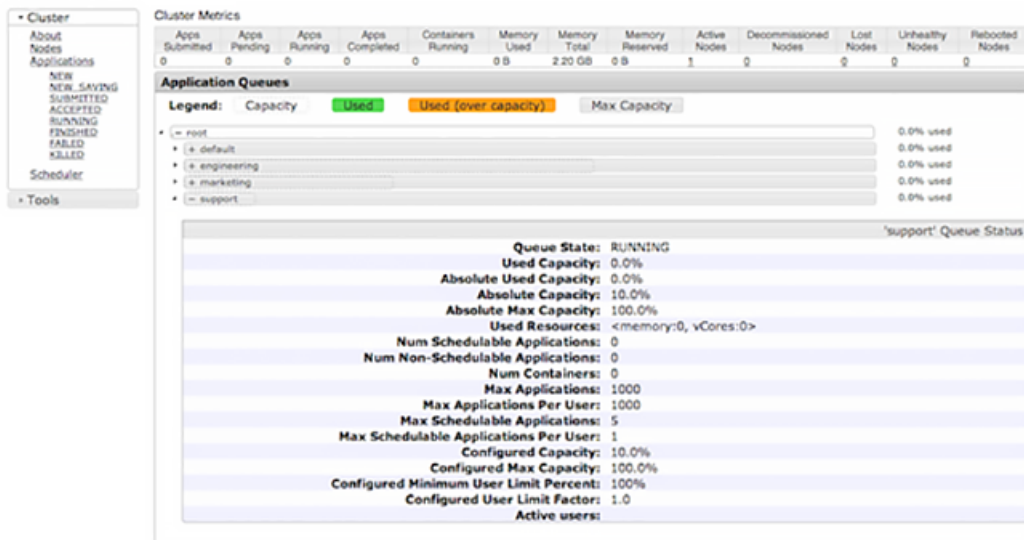 Cluster
About
Nodes
Applications
NEW
NEW_SAVING
SUBMITTED
ACCEPTED
RUNNING
FINISHED
FAILED
KILLED
Scheduler
Tools
Cluster Metrics
Apps Submitted Apps Pending Apps Running Apps Completed Containers Running Memory Used Memory Total Memory Reserved Active Nodes Decommissioned Nodes Lost Nodes Unhealthy Nodes Rebooted Nodes
0 0 0 0 0 0 B 2.20 GB 0 B 1 0 0 0 0
Application Queues
Legend: Capacity Used Used (over capacity) Max Capacity
- root 0.0% used
+ default 0.0% used
+ engineering 0.0% used
+ marketing 0.0% used
- support 0.0% used
'support' Queue Status
Queue State: RUNNING
Used Capacity: 0.0%
Absolute Used Capacity: 0.0%
Absolute Capacity: 10.0%
Absolute Max Capacity: 100.0%
Used Resources: <memory:0, vCores:0>
Num Schedulable Applications: 0
Num Non-Schedulable Applications: 0
Num Containers: 0
Max Applications: 1000
Max Applications Per User: 1000
Max Schedulable Applications: 5
Max Schedulable Applications Per User: 1
Configured Capacity: 10.0%
Configured Max Capacity: 100.0%
Configured Minimum User Limit Percent: 100%
Configured User Limit Factor: 1.0
Active users: